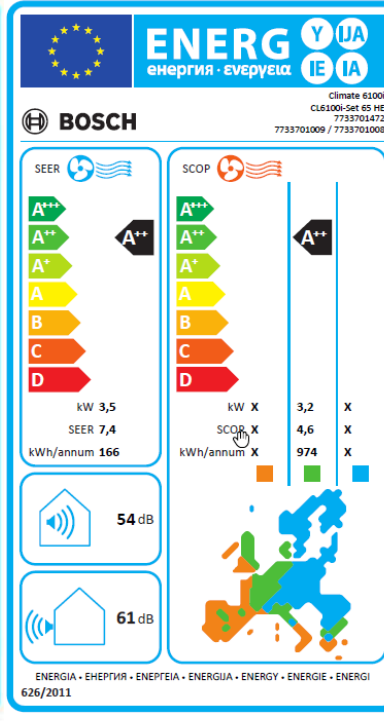 ENERG Y IJA
енергия · ενεργεια IE IA
Climate 6100i
CL6100i-Set 65 HE
7733701472
7733701009 / 7733701008
BOSCH
SEER
A+++
A++ A++
A+
A
B
C
D
kW 3,5
SEER 7,4
kWh/annum 166
SCOP
A+++
A++ A++
A+
A
B
C
D
kW X 3,2 X
SCOP X 4,6 X
kWh/annum X 974 X
54 dB
61 dB
ENERGIA · ЕНЕРГИЯ · ΕΝΕΡΓΕΙΑ · ENERGIJA · ENERGY · ENERGIE · ENERGI
626/2011